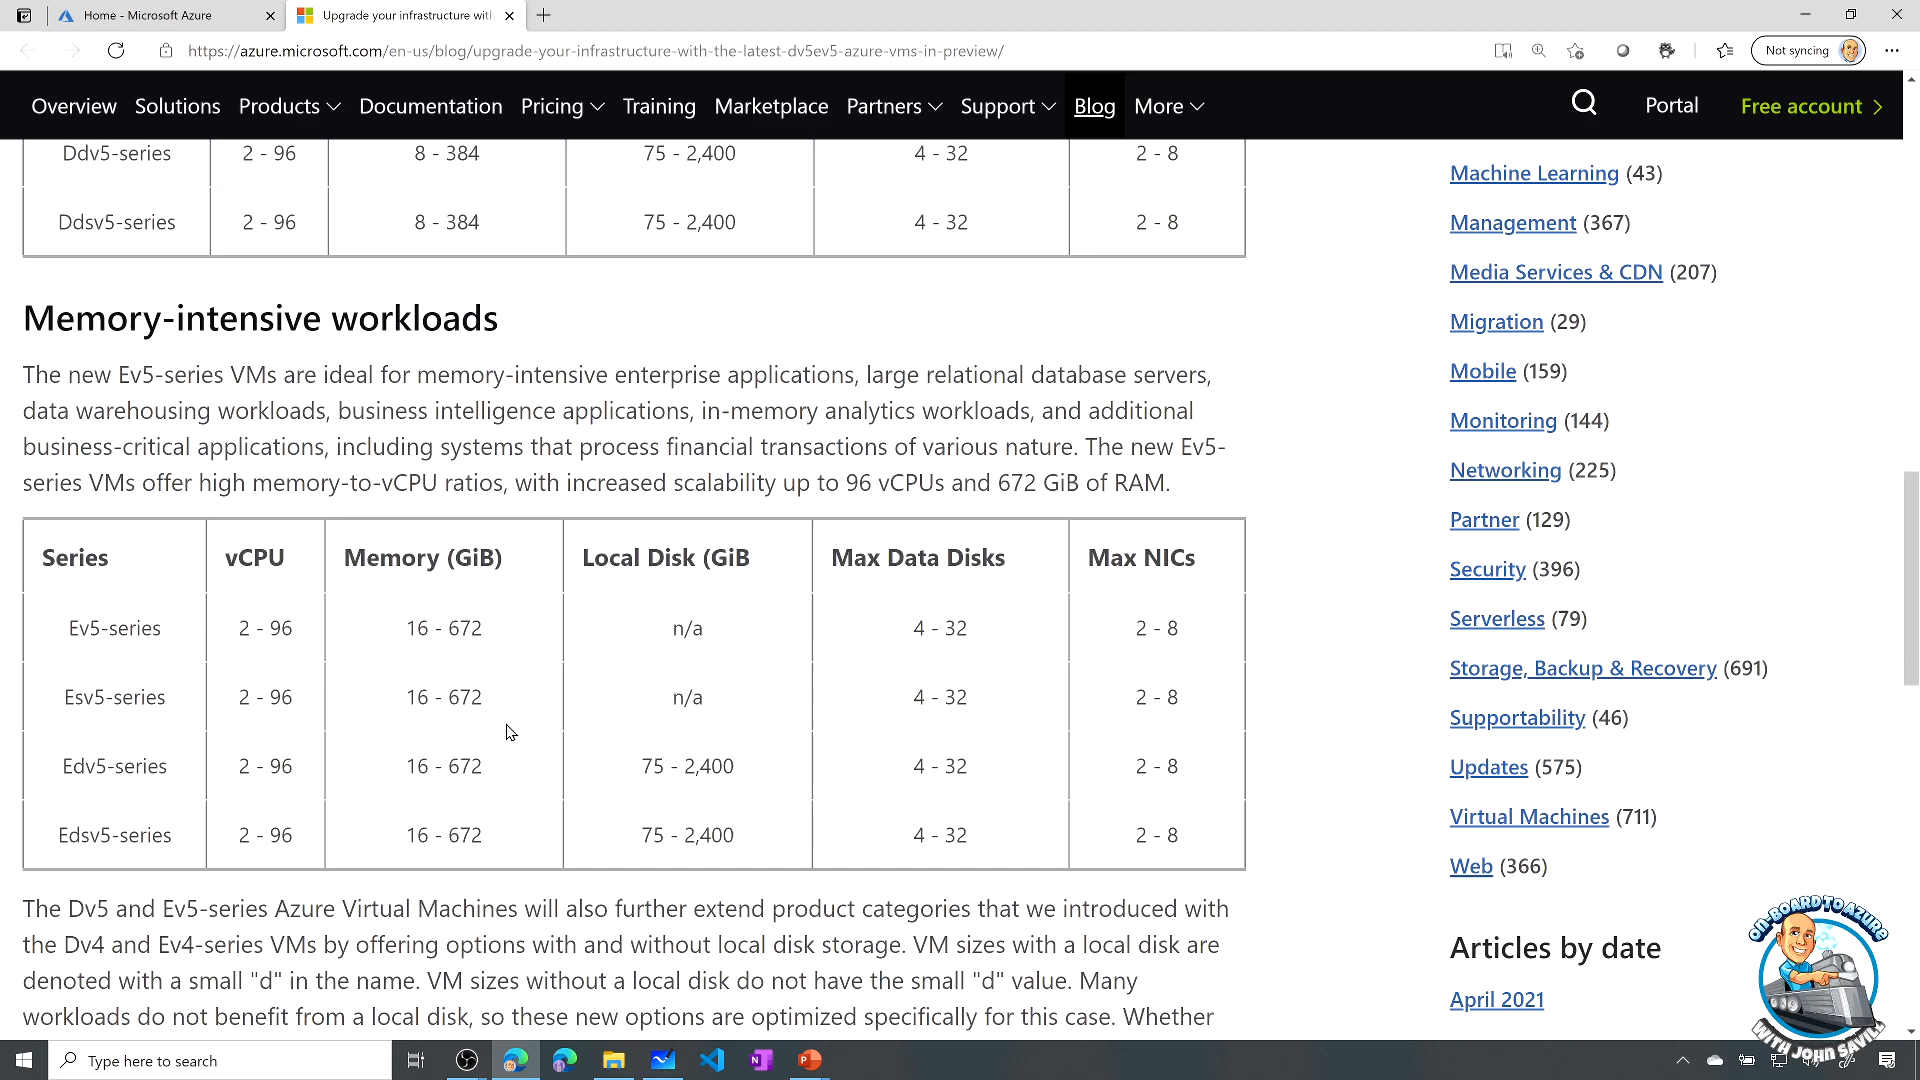 Home - Microsoft Azure
Upgrade your infrastructure with
https://azure.microsoft.com/en-us/blog/upgrade-your-infrastructure-with-the-latest-dv5ev5-azure-vms-in-preview/
Not syncing
Overview Solutions Products Documentation Pricing Training Marketplace Partners Support Blog More Portal Free account
Ddv5-series 2 - 96 8 - 384 75 - 2,400 4 - 32 2 - 8
Ddsv5-series 2 - 96 8 - 384 75 - 2,400 4 - 32 2 - 8
Memory-intensive workloads
The new Ev5-series VMs are ideal for memory-intensive enterprise applications, large relational database servers,
data warehousing workloads, business intelligence applications, in-memory analytics workloads, and additional
business-critical applications, including systems that process financial transactions of various nature. The new Ev5-
series VMs offer high memory-to-vCPU ratios, with increased scalability up to 96 vCPUs and 672 GiB of RAM.
Series vCPU Memory (GiB) Local Disk (GiB Max Data Disks Max NICs
Ev5-series 2 - 96 16 - 672 n/a 4 - 32 2 - 8
Esv5-series 2 - 96 16 - 672 n/a 4 - 32 2 - 8
Edv5-series 2 - 96 16 - 672 75 - 2,400 4 - 32 2 - 8
Edsv5-series 2 - 96 16 - 672 75 - 2,400 4 - 32 2 - 8
The Dv5 and Ev5-series Azure Virtual Machines will also further extend product categories that we introduced with
the Dv4 and Ev4-series VMs by offering options with and without local disk storage. VM sizes with a local disk are
denoted with a small "d" in the name. VM sizes without a local disk do not have the small "d" value. Many
workloads do not benefit from a local disk, so these new options are optimized specifically for this case. Whether
Machine Learning (43)
Management (367)
Media Services & CDN (207)
Migration (29)
Mobile (159)
Monitoring (144)
Networking (225)
Partner (129)
Security (396)
Serverless (79)
Storage, Backup & Recovery (691)
Supportability (46)
Updates (575)
Virtual Machines (711)
Web (366)
Articles by date
April 2021
ON-BOARD TO AZURE
WITH JOHN SAVILL
Type here to search